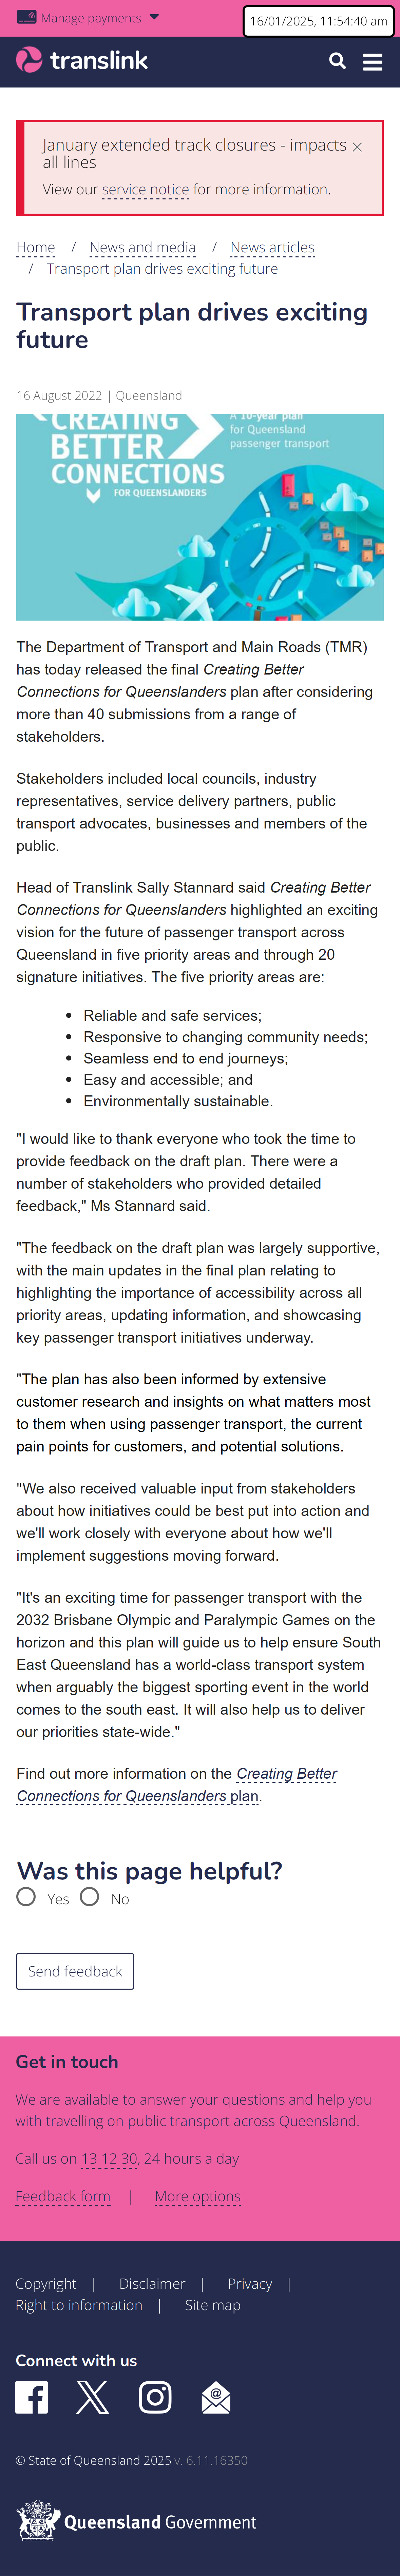 Manage payments
16/01/2025, 11:54:40 am
translink
January extended track closures - impacts
all lines
View our service notice for more information.
Home / News and media / News articles
/ Transport plan drives exciting future
Transport plan drives exciting
future
16 August 2022 | Queensland
CREATING
BETTER
CONNECTIONS
FOR QUEENSLANDERS
A 10-year plan
for Queensland
passenger transport
The Department of Transport and Main Roads (TMR)
has today released the final Creating Better
Connections for Queenslanders plan after considering
more than 40 submissions from a range of
stakeholders.
Stakeholders included local councils, industry
representatives, service delivery partners, public
transport advocates, businesses and members of the
public.
Head of Translink Sally Stannard said Creating Better
Connections for Queenslanders highlighted an exciting
vision for the future of passenger transport across
Queensland in five priority areas and through 20
signature initiatives. The five priority areas are:
• Reliable and safe services;
• Responsive to changing community needs;
• Seamless end to end journeys;
• Easy and accessible; and
• Environmentally sustainable.
"I would like to thank everyone who took the time to
provide feedback on the draft plan. There were a
number of stakeholders who provided detailed
feedback," Ms Stannard said.
"The feedback on the draft plan was largely supportive,
with the main updates in the final plan relating to
highlighting the importance of accessibility across all
priority areas, updating information, and showcasing
key passenger transport initiatives underway.
"The plan has also been informed by extensive
customer research and insights on what matters most
to them when using passenger transport, the current
pain points for customers, and potential solutions.
"We also received valuable input from stakeholders
about how initiatives could be best put into action and
we'll work closely with everyone about how we'll
implement suggestions moving forward.
"It's an exciting time for passenger transport with the
2032 Brisbane Olympic and Paralympic Games on the
horizon and this plan will guide us to help ensure South
East Queensland has a world-class transport system
when arguably the biggest sporting event in the world
comes to the south east. It will also help us to deliver
our priorities state-wide."
Find out more information on the Creating Better
Connections for Queenslanders plan.
Was this page helpful?
Yes No
Send feedback
Get in touch
We are available to answer your questions and help you
with travelling on public transport across Queensland.
Call us on 13 12 30, 24 hours a day
Feedback form | More options
Copyright | Disclaimer | Privacy |
Right to information | Site map
Connect with us
© State of Queensland 2025 v. 6.11.16350
Queensland Government